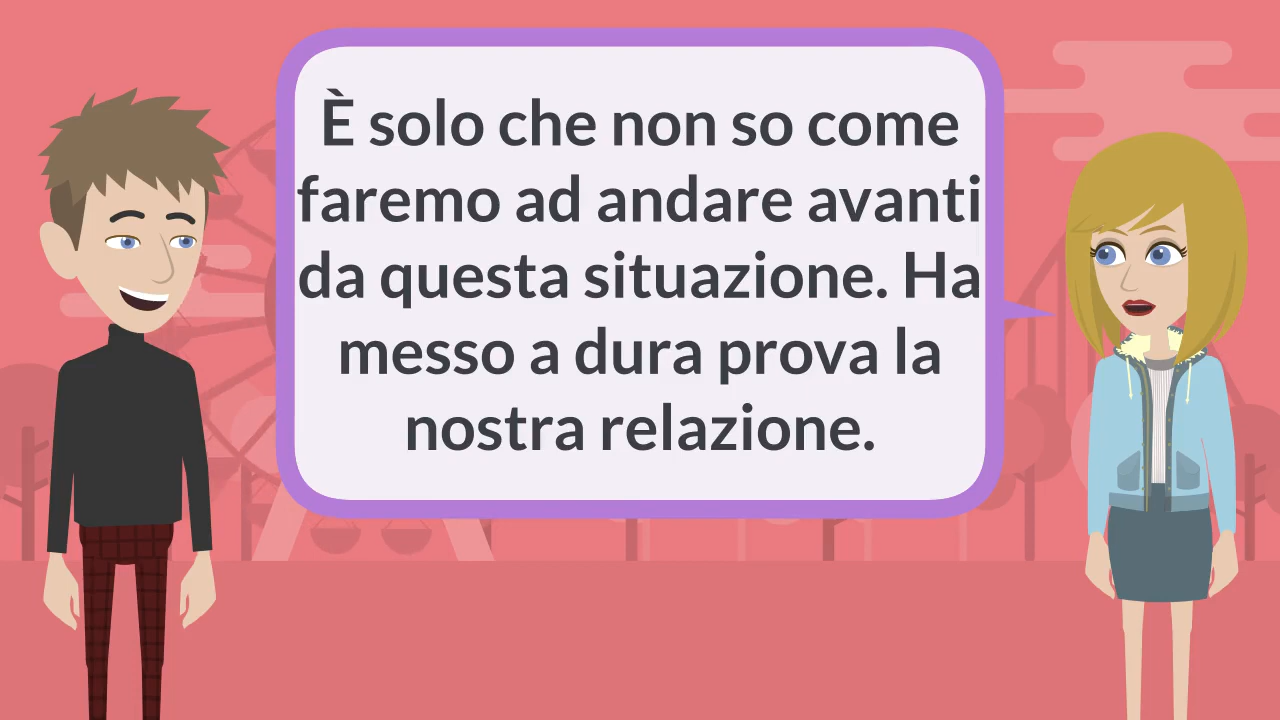 È solo che non so come
faremo ad andare avanti
da questa situazione. Ha
messo a dura prova la
nostra relazione.